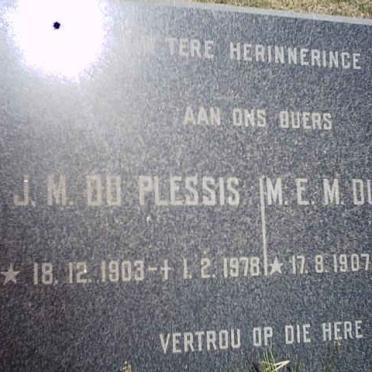 TERE HERINNERINGE
AAN ONS OUERS
J. M. DU PLESSIS M. E. M. DU
★ 18. 12. 1903 - † 1. 2. 1978 ★ 17. 8. 1907
VERTROU OP DIE HERE